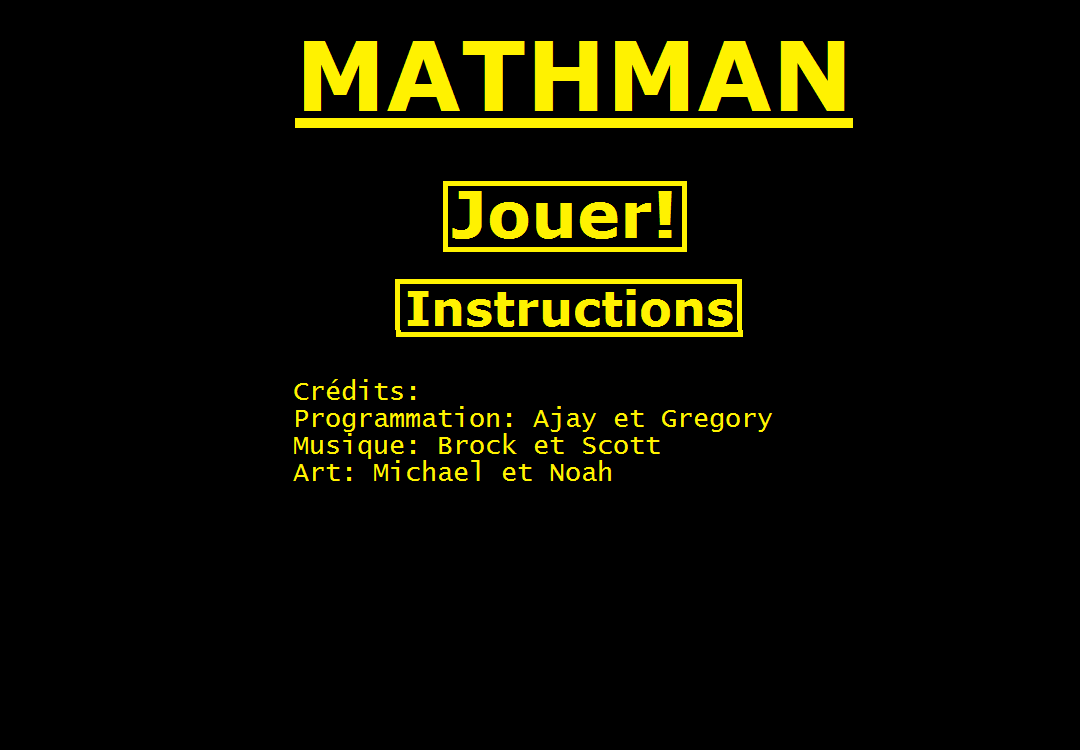 MATHMAN
Jouer!
Instructions
Crédits:
Programmation: Ajay et Gregory
Musique: Brock et Scott
Art: Michael et Noah